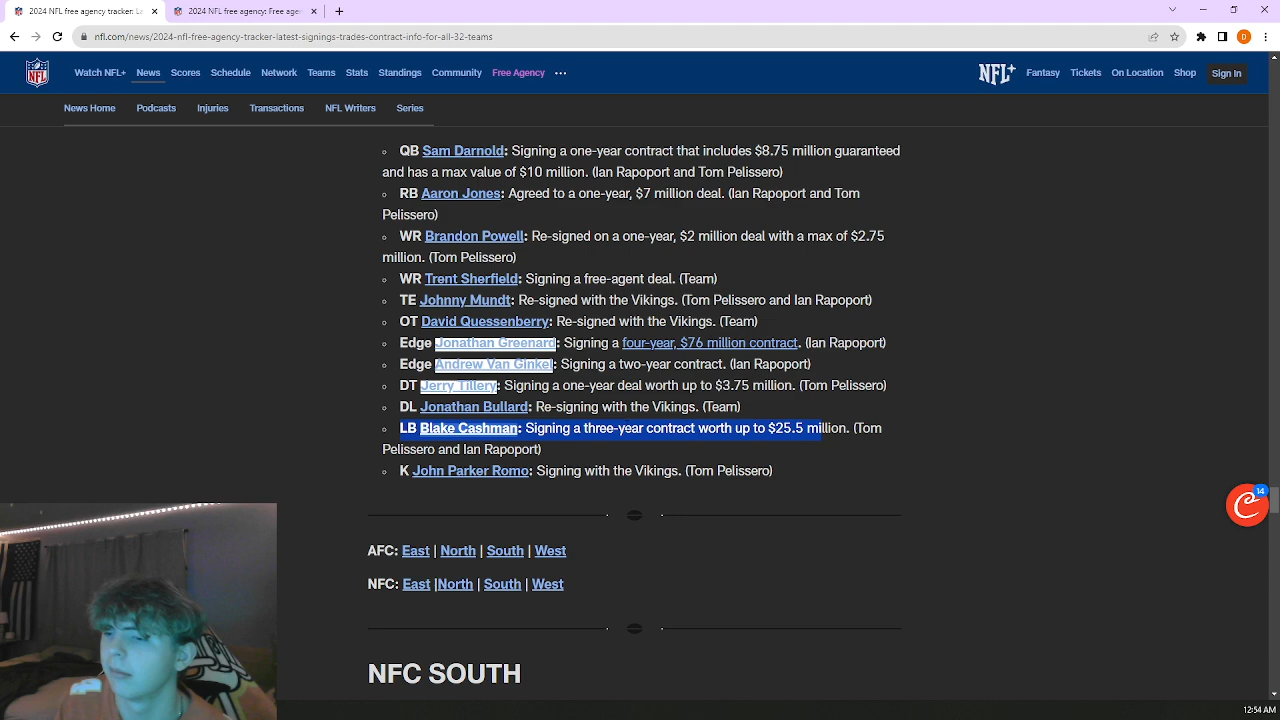 2024 NFL free agency tracker: La
2024 NFL free agency: Free age
nfl.com/news/2024-nfl-free-agency-tracker-latest-signings-trades-contract-info-for-all-32-teams
D
NFL
Watch NFL+ News Scores Schedule Network Teams Stats Standings Community Free Agency
NFL+ Fantasy Tickets On Location Shop Sign In
News Home Podcasts Injuries Transactions NFL Writers Series
QB Sam Darnold: Signing a one-year contract that includes $8.75 million guaranteed
and has a max value of $10 million. (Ian Rapoport and Tom Pelissero)
RB Aaron Jones: Agreed to a one-year, $7 million deal. (Ian Rapoport and Tom
Pelissero)
WR Brandon Powell: Re-signed on a one-year, $2 million deal with a max of $2.75
million. (Tom Pelissero)
WR Trent Sherfield: Signing a free-agent deal. (Team)
TE Johnny Mundt: Re-signed with the Vikings. (Tom Pelissero and Ian Rapoport)
OT David Quessenberry: Re-signed with the Vikings. (Team)
Edge Jonathan Greenard: Signing a four-year, $76 million contract. (Ian Rapoport)
Edge Andrew Van Ginkel: Signing a two-year contract. (Ian Rapoport)
DT Jerry Tillery: Signing a one-year deal worth up to $3.75 million. (Tom Pelissero)
DL Jonathan Bullard: Re-signing with the Vikings. (Team)
LB Blake Cashman: Signing a three-year contract worth up to $25.5 million. (Tom
Pelissero and Ian Rapoport)
K John Parker Romo: Signing with the Vikings. (Tom Pelissero)
14
AFC: East | North | South | West
NFC: East |North | South | West
NFC SOUTH
12:54 AM